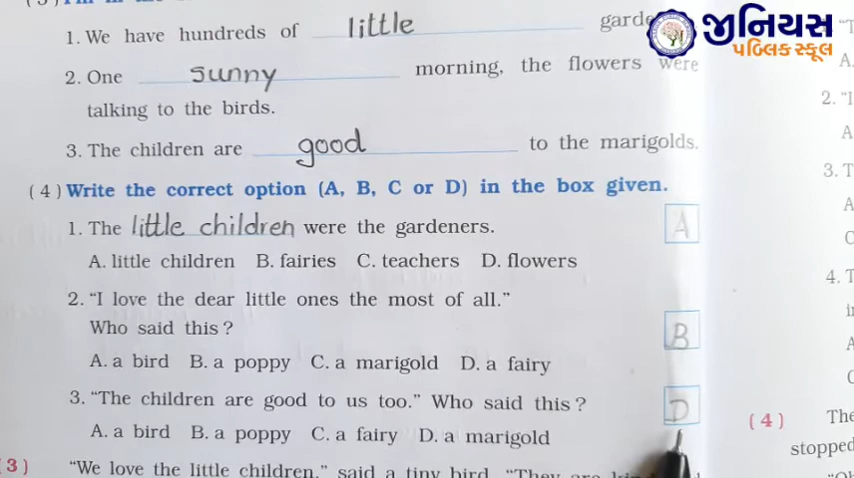 1. We have hundreds of little
જીનિયસ
પબ્લિક સ્કૂલ
2. One sunny morning, the flowers were
talking to the birds.
3. The children are good to the marigolds.
(4) Write the correct option (A, B, C or D) in the box given.
1. The little children were the gardeners.
A
A. little children B. fairies C. teachers D. flowers
2. "I love the dear little ones the most of all."
Who said this?
B
A. a bird B. a poppy C. a marigold D. a fairy
3. "The children are good to us too." Who said this?
D
A. a bird B. a poppy C. a fairy D. a marigold
(3) "We love the little children," said a tiny bird. "They are
A.
2. "I
A
3. T
A
C
4. T
A
(4) The
stopped